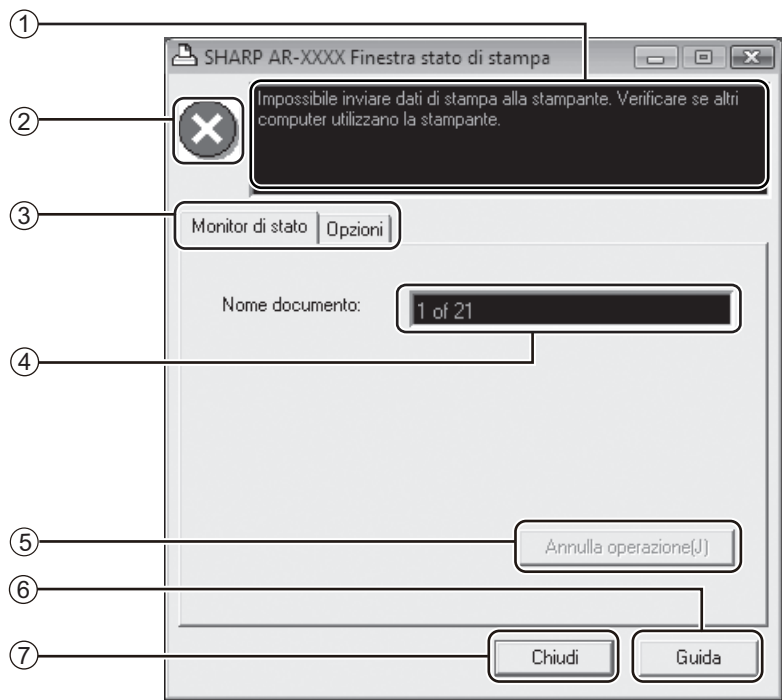 1
SHARP AR-XXXX Finestra stato di stampa
2
Impossibile inviare dati di stampa alla stampante. Verificare se altri
computer utilizzano la stampante.
3
Monitor di stato
Opzioni
Nome documento:
1 of 21
4
5
Annulla operazione(J)
6
7
Chiudi
Guida